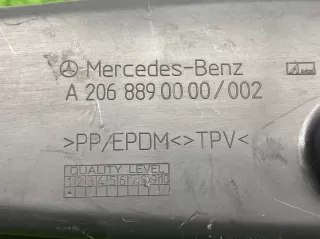 Mercedes-Benz
A 206 889 00 00/002
>PP/EPDM<>TPV<
QUALITY LEVEL